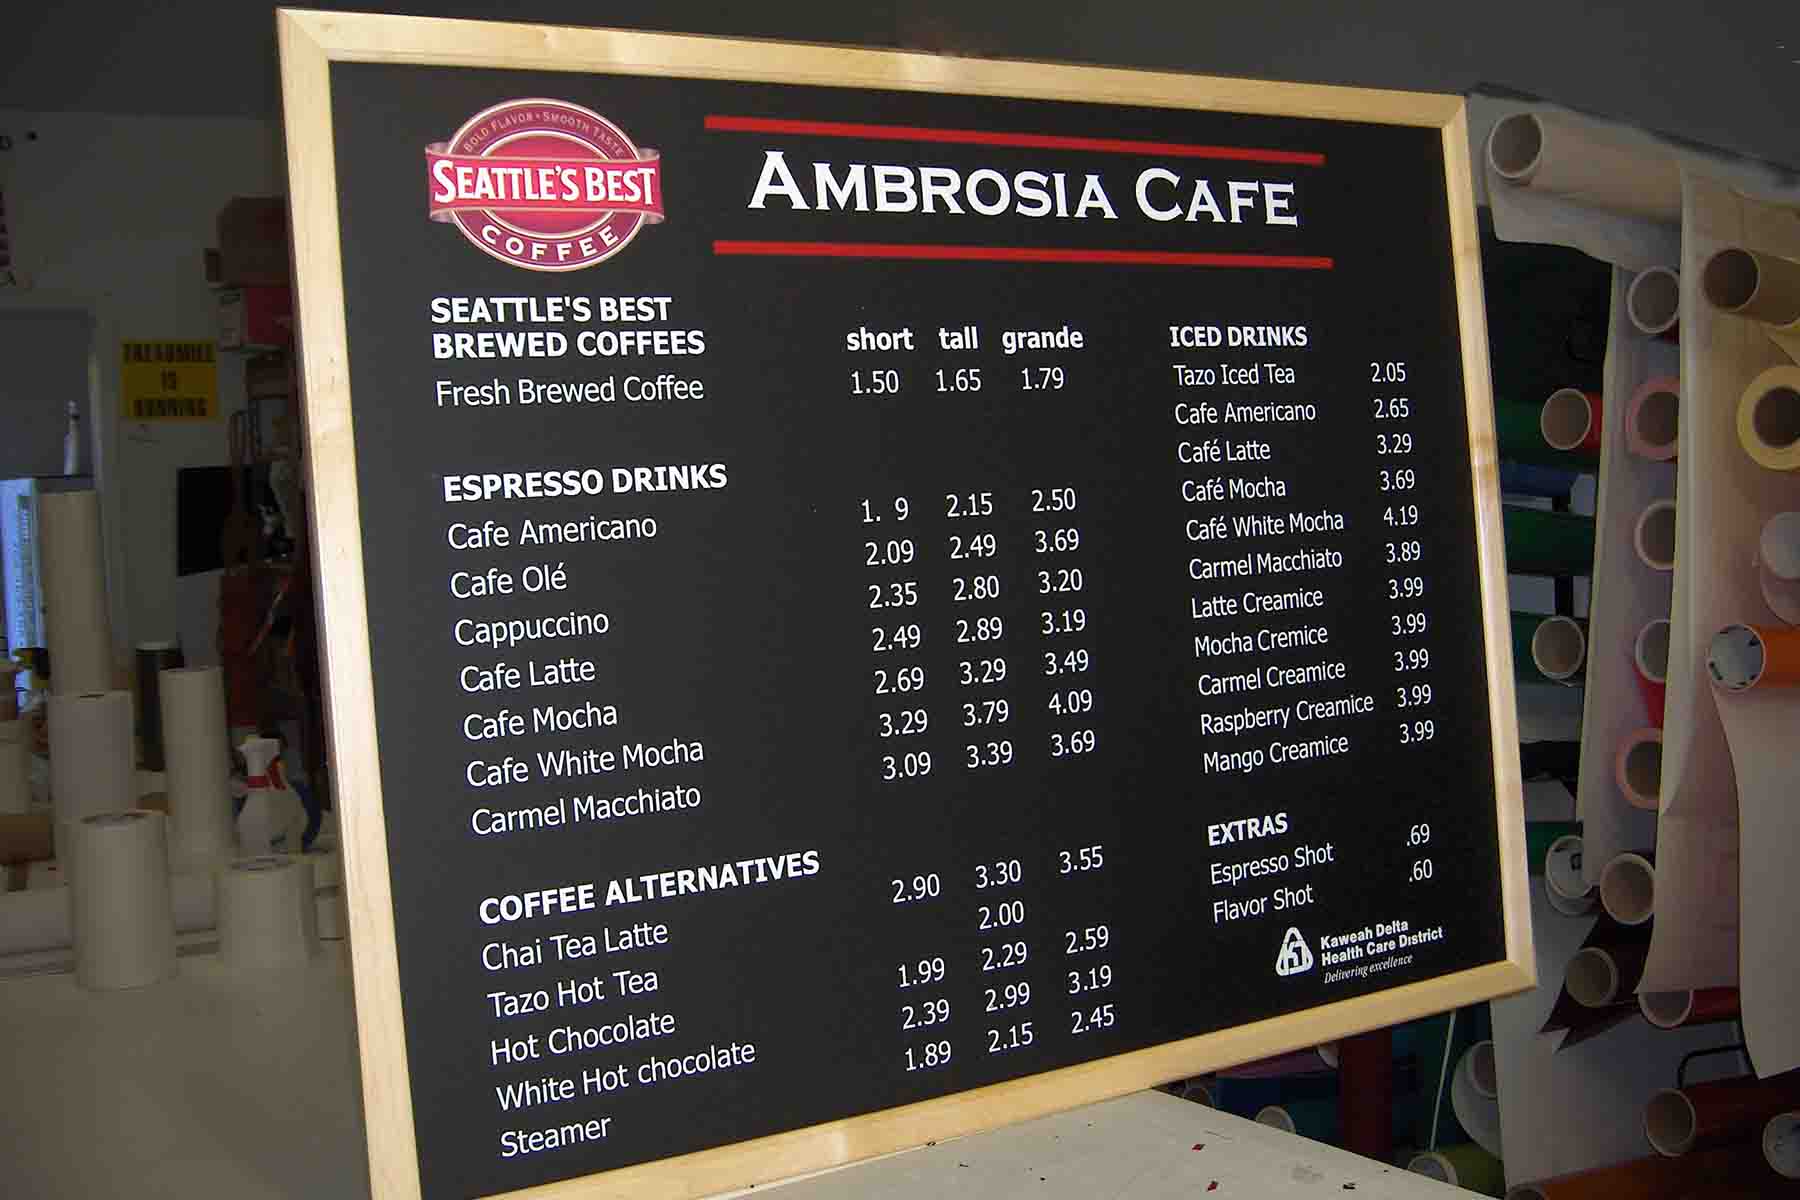 BOLD FLAVOR • SMOOTH TASTE
SEATTLE'S BEST
COFFEE
AMBROSIA CAFE
SEATTLE'S BEST
BREWED COFFEES short tall grande
Fresh Brewed Coffee 1.50 1.65 1.79
ESPRESSO DRINKS
Cafe Americano 1. 9 2.15 2.50
Cafe Olé 2.09 2.49 3.69
Cappuccino 2.35 2.80 3.20
Cafe Latte 2.49 2.89 3.19
Cafe Mocha 2.69 3.29 3.49
Cafe White Mocha 3.29 3.79 4.09
Carmel Macchiato 3.09 3.39 3.69
COFFEE ALTERNATIVES
Chai Tea Latte 2.90 3.30 3.55
Tazo Hot Tea 2.00
Hot Chocolate 1.99 2.29 2.59
White Hot chocolate 2.39 2.99 3.19
Steamer 1.89 2.15 2.45
ICED DRINKS
Tazo Iced Tea 2.05
Cafe Americano 2.65
Café Latte 3.29
Café Mocha 3.69
Café White Mocha 4.19
Carmel Macchiato 3.89
Latte Creamice 3.99
Mocha Cremice 3.99
Carmel Creamice 3.99
Raspberry Creamice 3.99
Mango Creamice 3.99
EXTRAS
Espresso Shot .69
Flavor Shot .60
Kaweah Delta
Health Care District
Delivering excellence
TREADMILL
IS
RUNNING